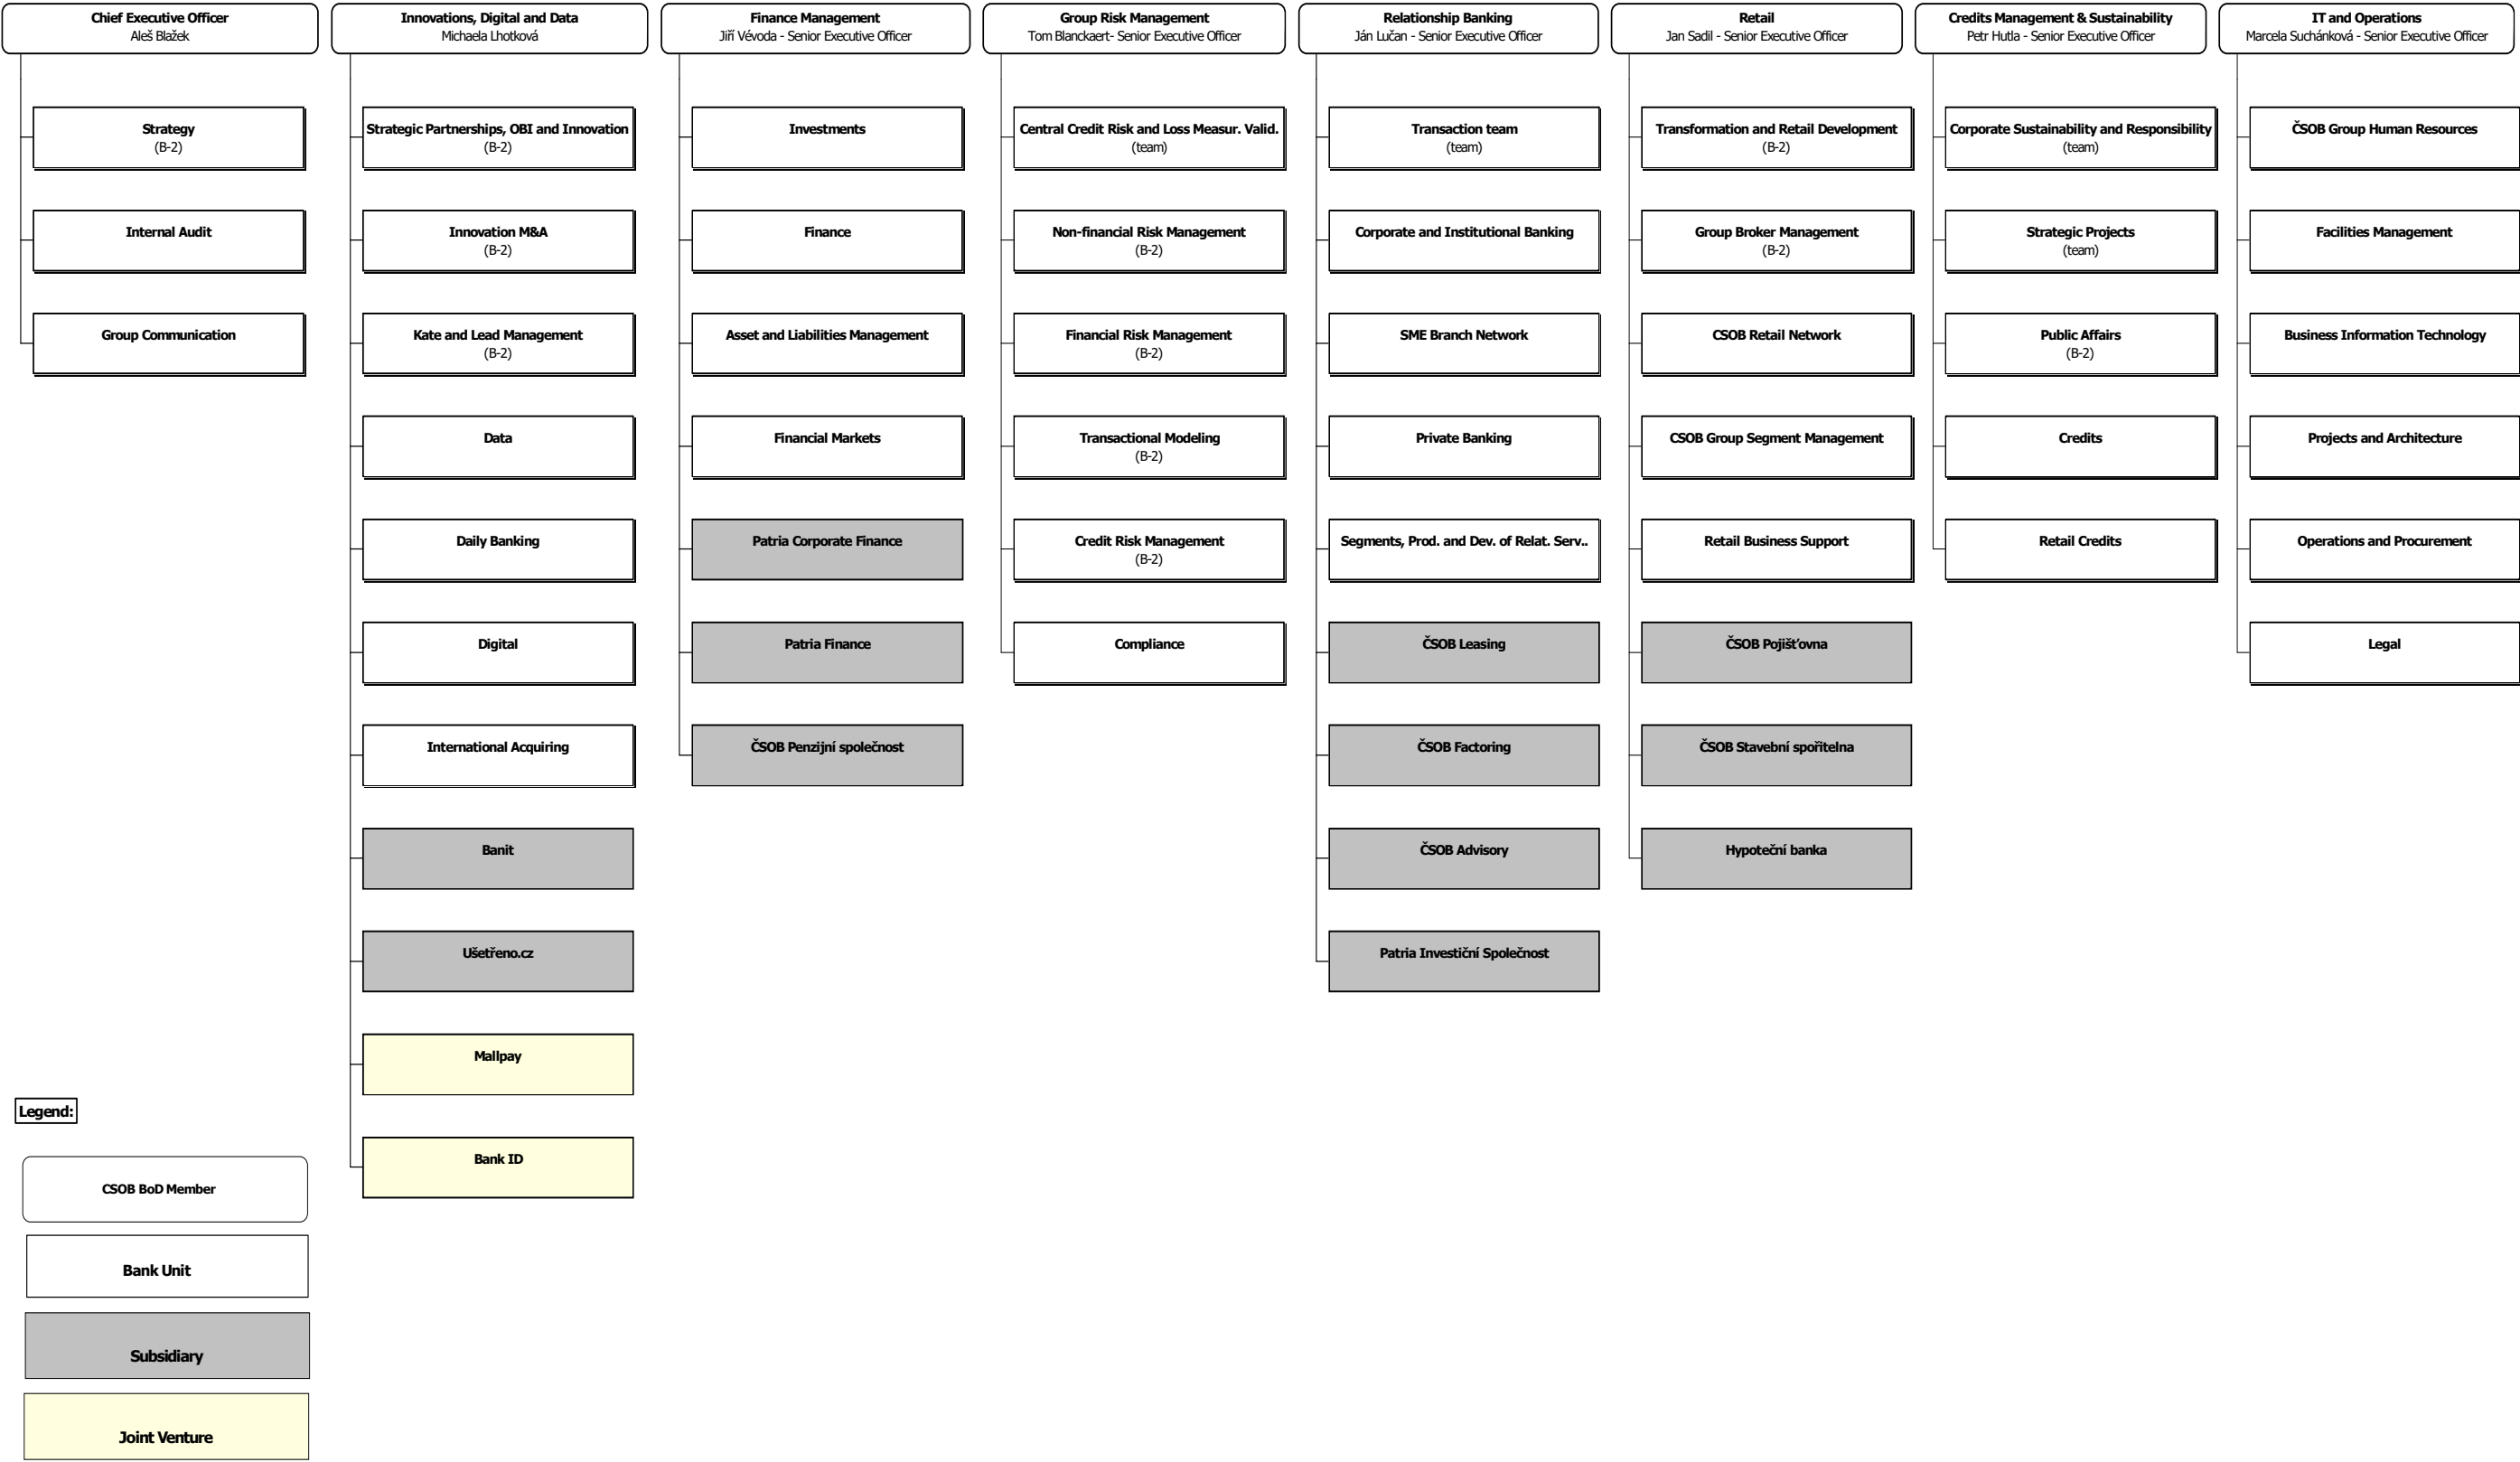 Chief Executive Officer
Aleš Blažek
Strategy
(B-2)
Internal Audit
Group Communication
Innovations, Digital and Data
Michaela Lhotková
Strategic Partnerships, OBI and Innovation
(B-2)
Innovation M&A
(B-2)
Kate and Lead Management
(B-2)
Data
Daily Banking
Digital
International Acquiring
Banit
Ušetřeno.cz
Mallpay
Bank ID
Finance Management
Jiří Vévoda - Senior Executive Officer
Investments
Finance
Asset and Liabilities Management
Financial Markets
Patria Corporate Finance
Patria Finance
ČSOB Penzijní společnost
Group Risk Management
Tom Blanckaert- Senior Executive Officer
Central Credit Risk and Loss Measur. Valid.
(team)
Non-financial Risk Management
(B-2)
Financial Risk Management
(B-2)
Transactional Modeling
(B-2)
Credit Risk Management
(B-2)
Compliance
Relationship Banking
Ján Lučan - Senior Executive Officer
Transaction team
(team)
Corporate and Institutional Banking
SME Branch Network
Private Banking
Segments, Prod. and Dev. of Relat. Serv..
ČSOB Leasing
ČSOB Factoring
ČSOB Advisory
Patria Investiční Společnost
Retail
Jan Sadil - Senior Executive Officer
Transformation and Retail Development
(B-2)
Group Broker Management
(B-2)
CSOB Retail Network
CSOB Group Segment Management
Retail Business Support
ČSOB Pojišťovna
ČSOB Stavební spořitelna
Hypoteční banka
Credits Management & Sustainability
Petr Hutla - Senior Executive Officer
Corporate Sustainability and Responsibility
(team)
Strategic Projects
(team)
Public Affairs
(B-2)
Credits
Retail Credits
IT and Operations
Marcela Suchánková - Senior Executive Officer
ČSOB Group Human Resources
Facilities Management
Business Information Technology
Projects and Architecture
Operations and Procurement
Legal
Legend:
CSOB BoD Member
Bank Unit
Subsidiary
Joint Venture